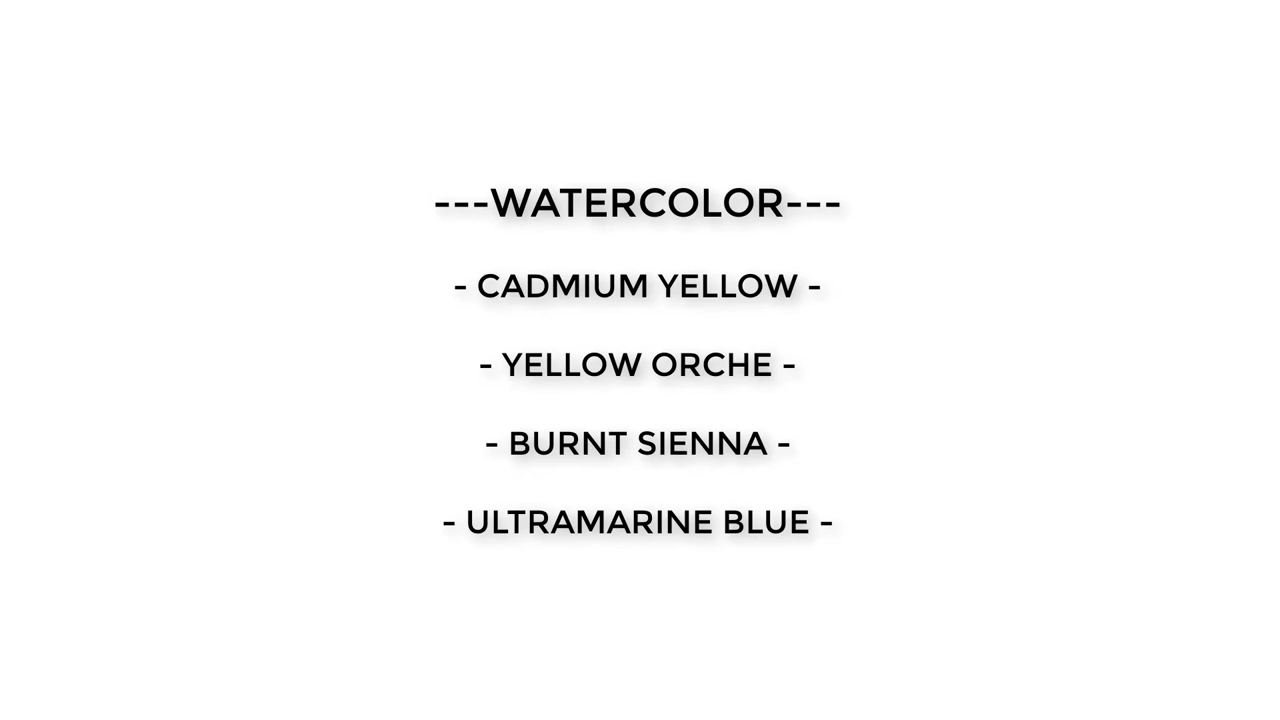 ---WATERCOLOR---
- CADMIUM YELLOW -
- YELLOW ORCHE -
- BURNT SIENNA -
- ULTRAMARINE BLUE -